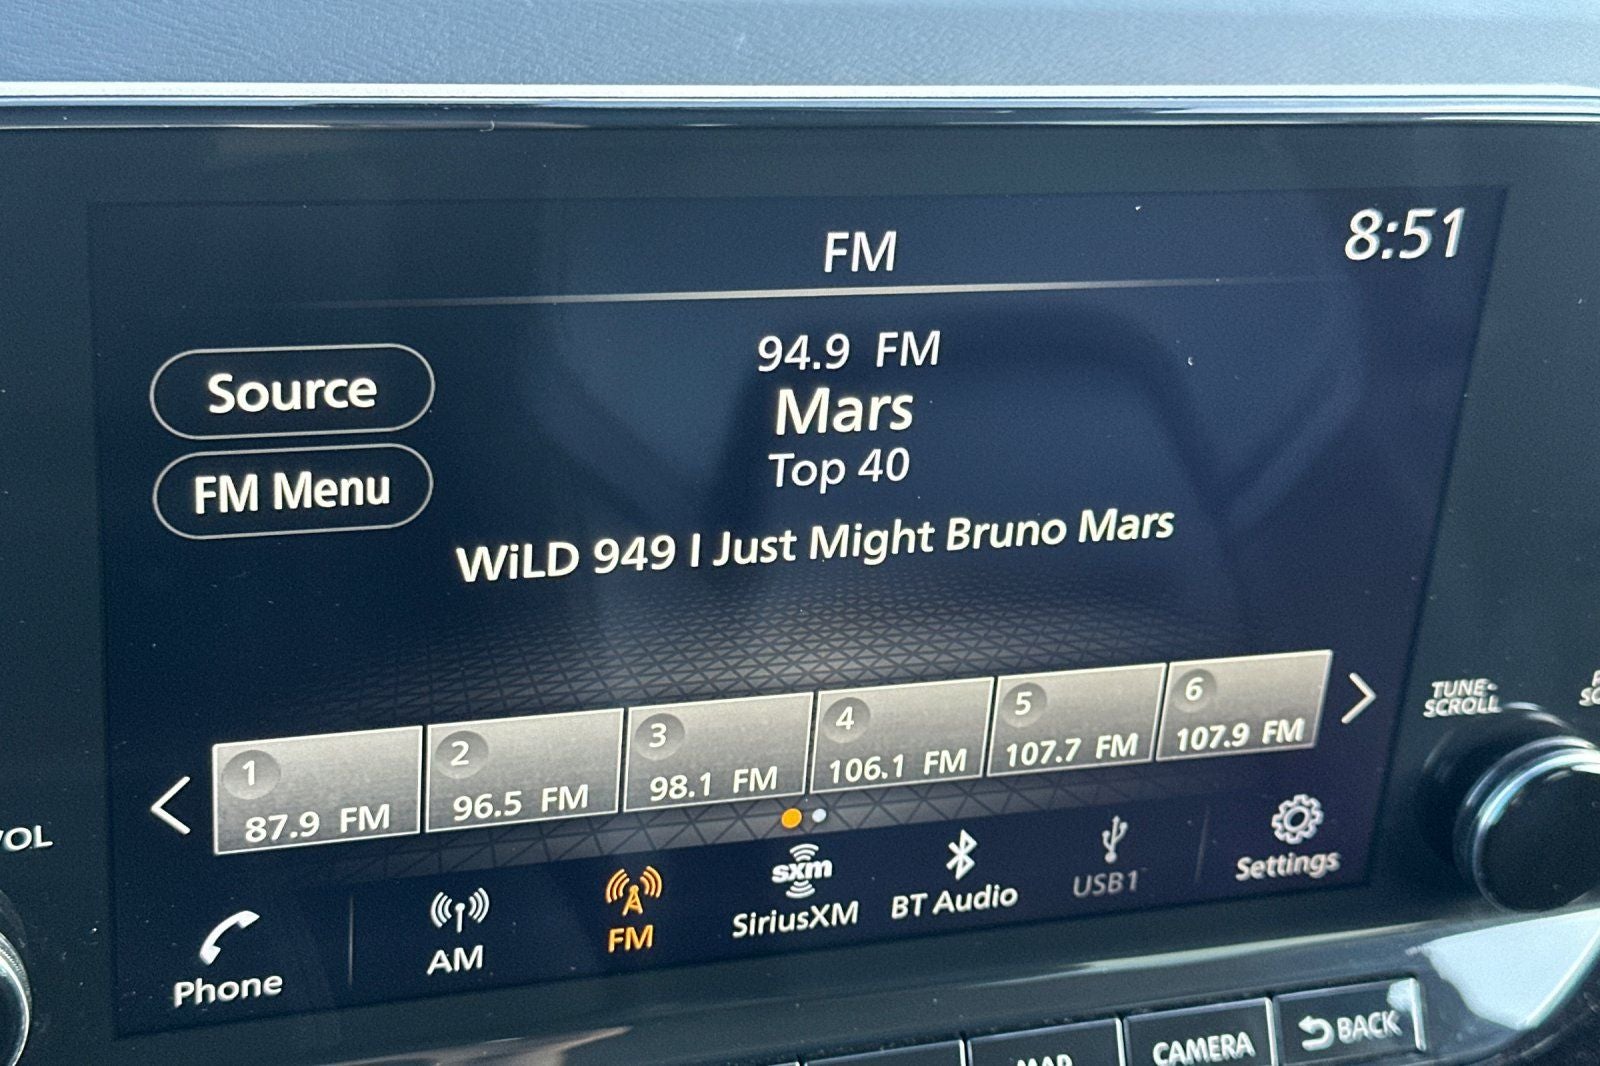 FM
8:51
94.9 FM
Mars
Top 40
Source
FM Menu
WiLD 949 I Just Might Bruno Mars
1
87.9 FM
2
96.5 FM
3
98.1 FM
4
106.1 FM
5
107.7 FM
6
107.9 FM
TUNE-
SCROLL
VOL
Phone
AM
FM
sxm
SiriusXM
BT Audio
USB1
Settings
MAP
CAMERA
BACK